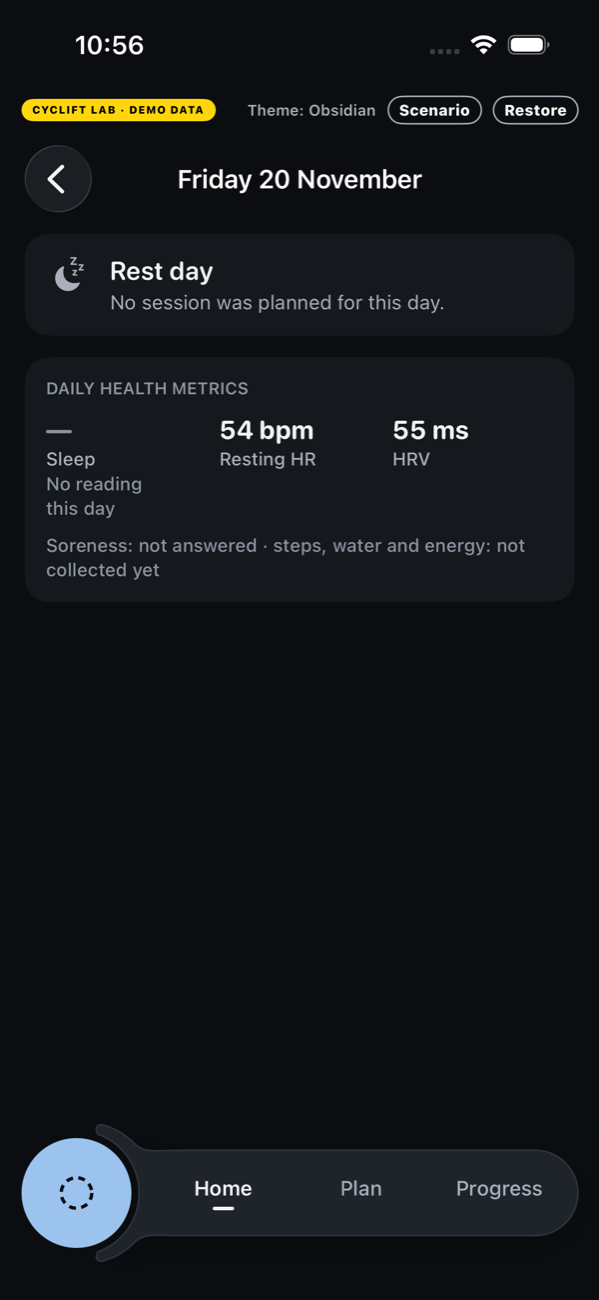 10:56
CYCLIFT LAB · DEMO DATA
Theme: Obsidian
Scenario
Restore
Friday 20 November
Rest day
No session was planned for this day.
DAILY HEALTH METRICS
—
Sleep
No reading
this day
54 bpm
Resting HR
55 ms
HRV
Soreness: not answered · steps, water and energy: not
collected yet
Home
Plan
Progress